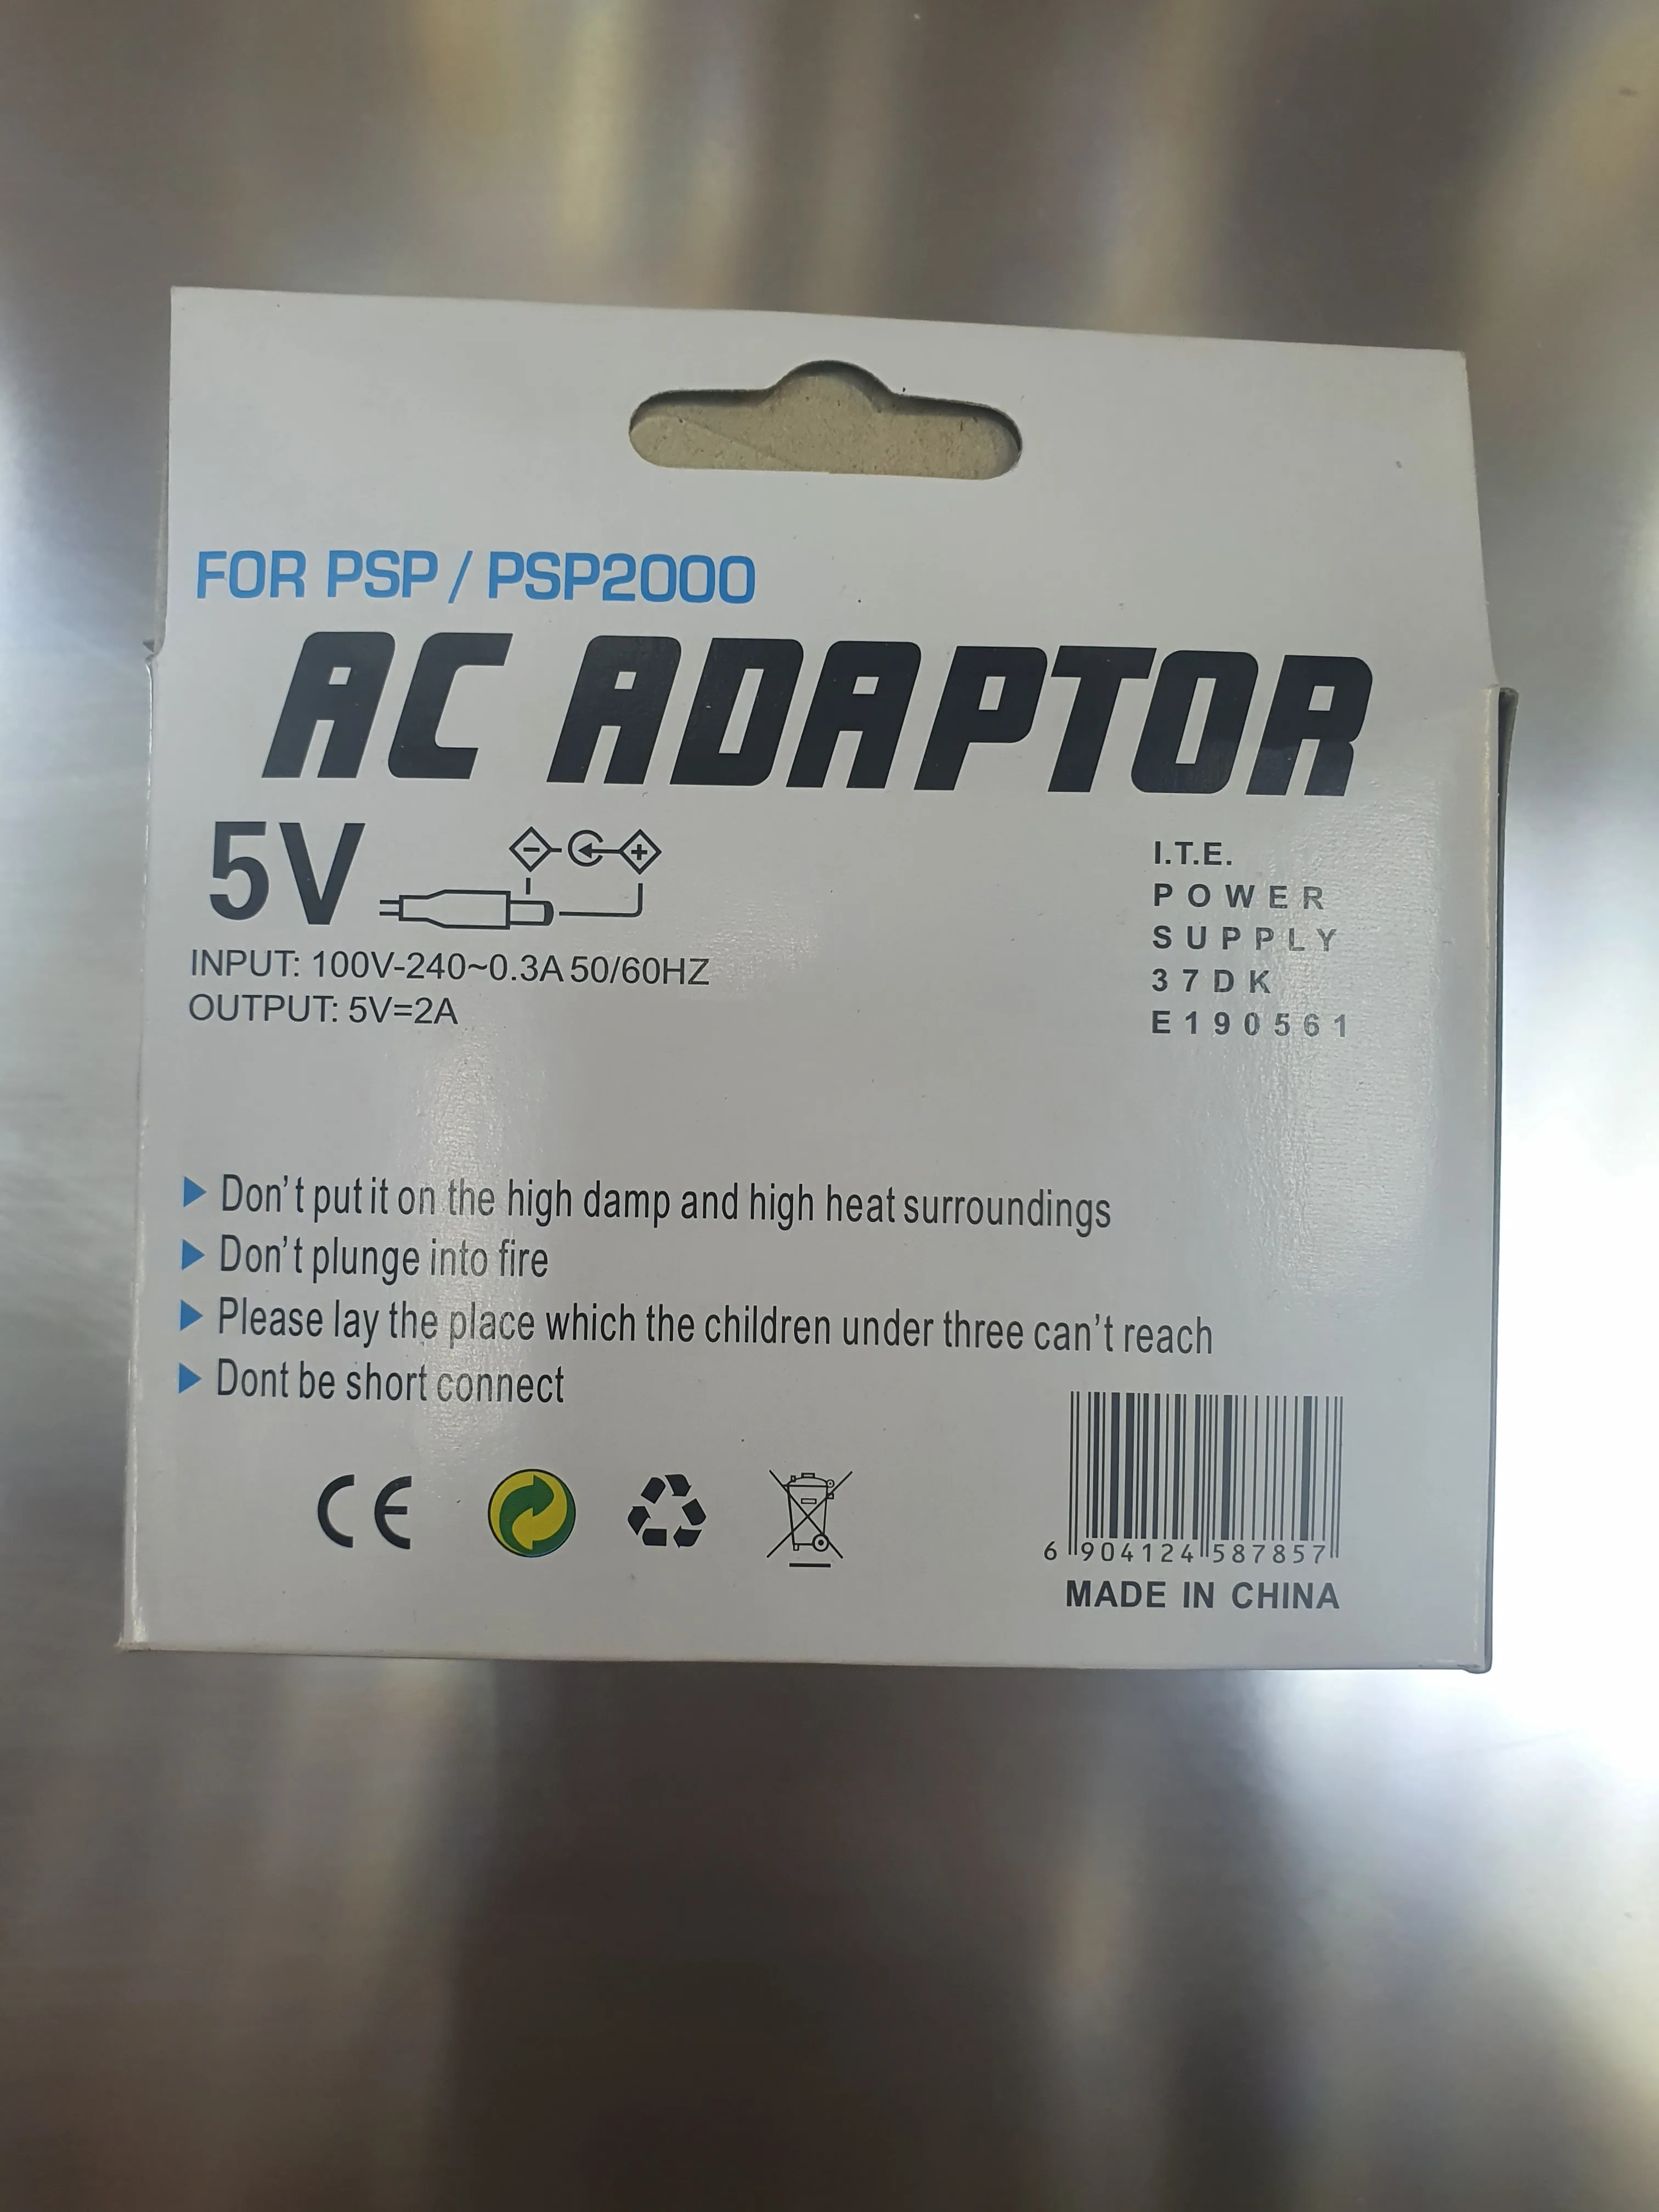 FOR PSP / PSP2000
AC ADAPTOR
5V
INPUT: 100V-240~0.3A 50/60HZ
OUTPUT: 5V=2A
I.T.E.
POWER
SUPPLY
37DK
E190561
Don't put it on the high damp and high heat surroundings
Don't plunge into fire
Please lay the place which the children under three can't reach
Dont be short connect
CE
6 904124 587857
MADE IN CHINA